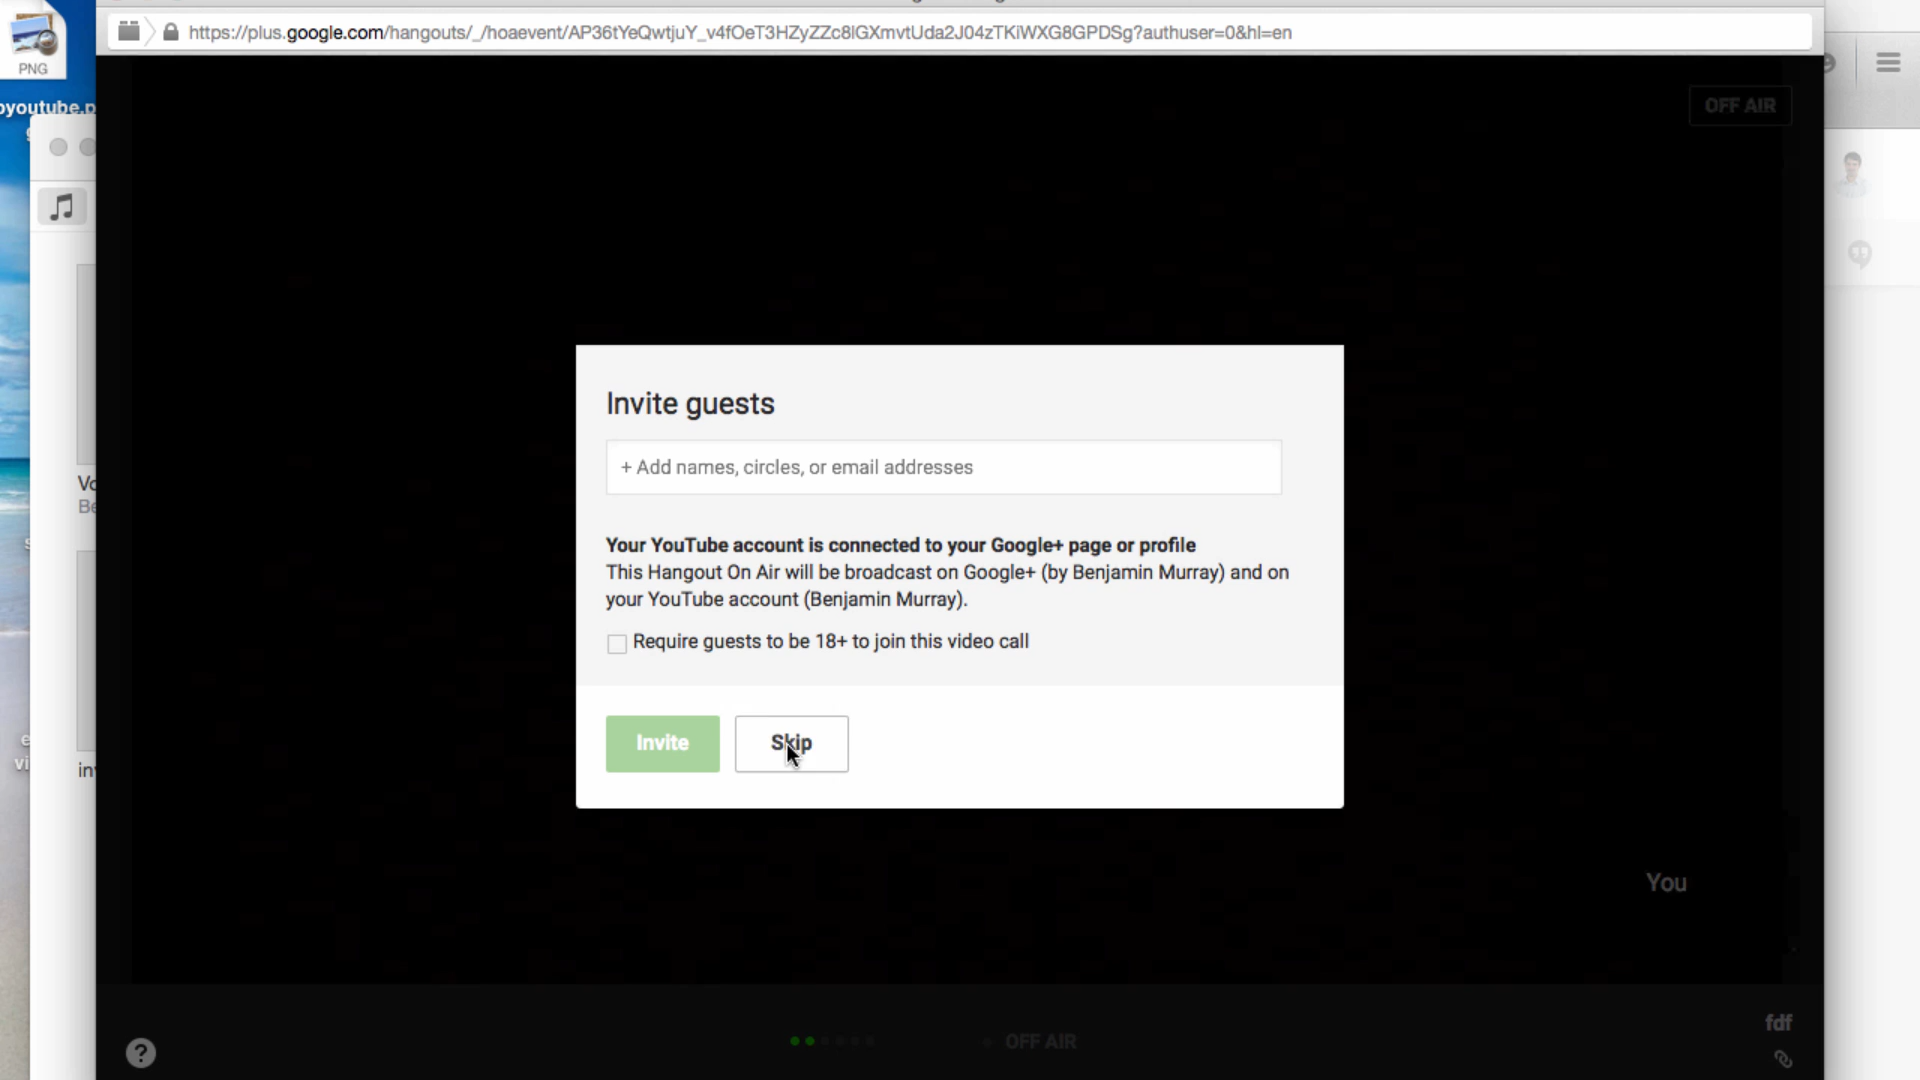 https://plus.google.com/hangouts/_/hoaevent/AP36tYeQwtjuY_v4fOeT3HZyZZc8lGXmvtUda2J04zTKiWXG8GPDSg?authuser=0&hl=en
PNG
OFF AIR
Invite guests
+ Add names, circles, or email addresses
Your YouTube account is connected to your Google+ page or profile
This Hangout On Air will be broadcast on Google+ (by Benjamin Murray) and on
your YouTube account (Benjamin Murray).
Require guests to be 18+ to join this video call
Invite
Skip
You
fdf
OFF AIR
?